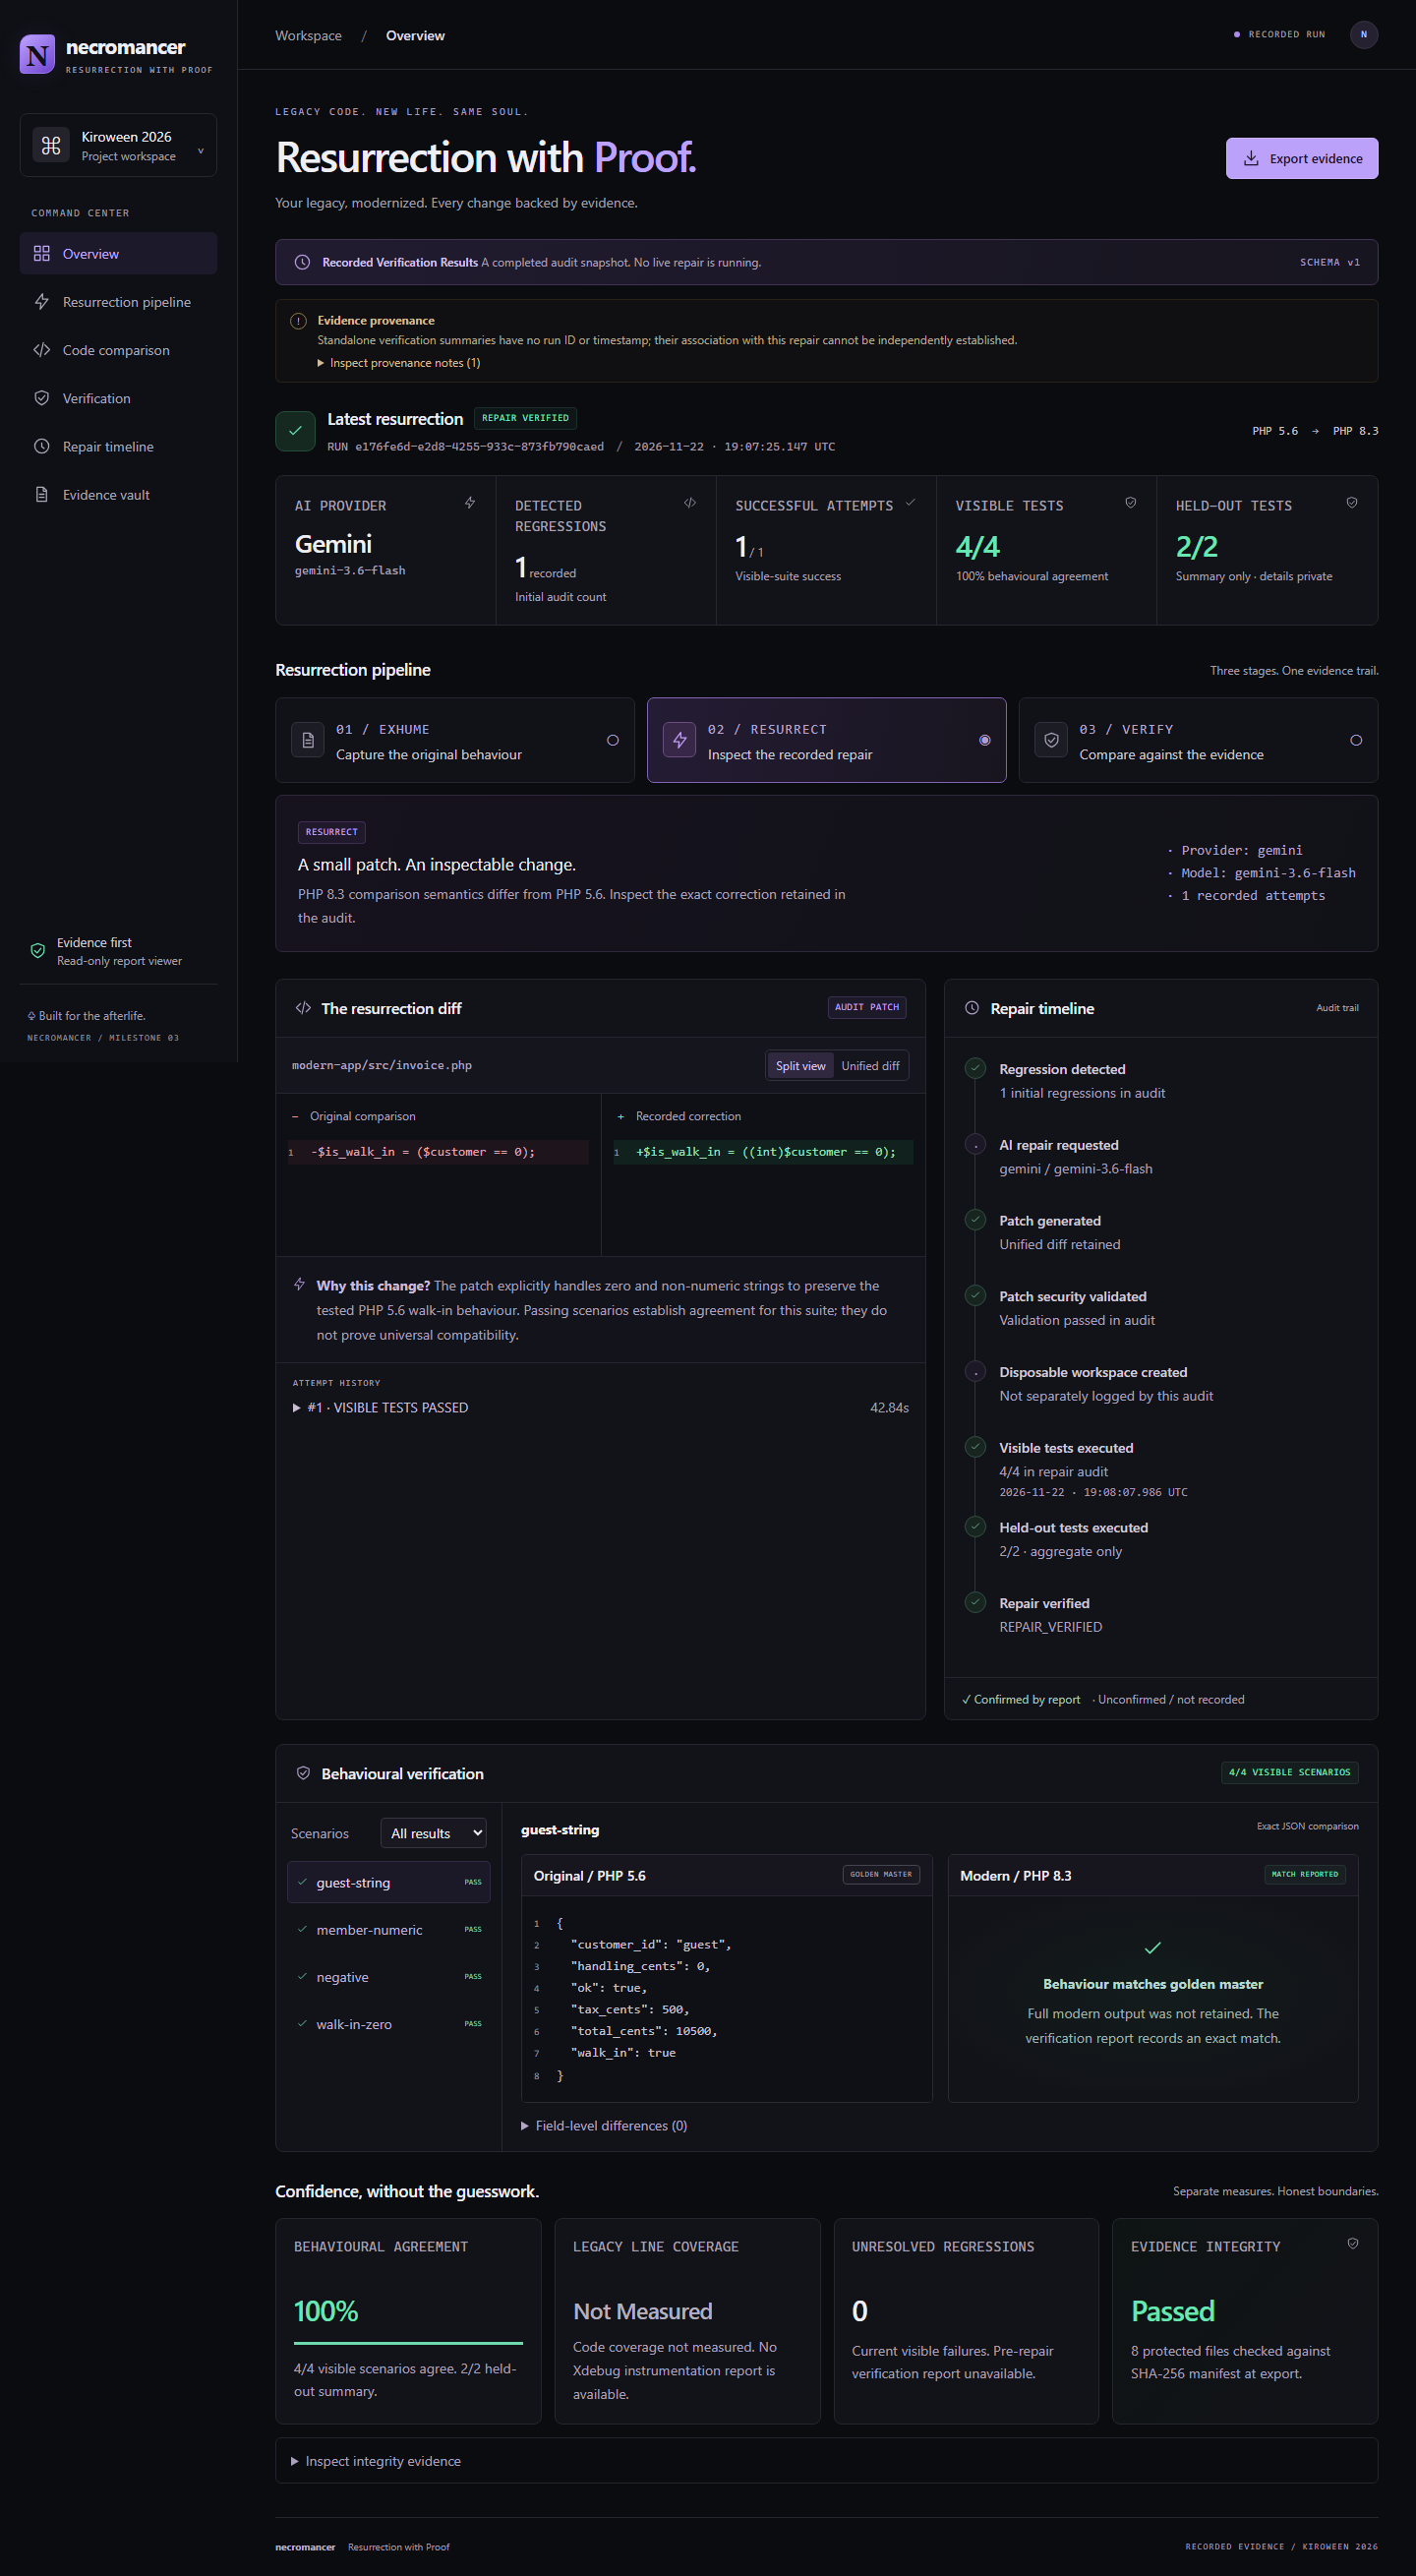 N
necromancer
RESURRECTION WITH PROOF
Kiroween 2026
Project workspace
COMMAND CENTER
Overview
Resurrection pipeline
Code comparison
Verification
Repair timeline
Evidence vault
Evidence first
Read-only report viewer
Built for the afterlife.
NECROMANCER / MILESTONE 03
Workspace / Overview
RECORDED RUN
N
LEGACY CODE. NEW LIFE. SAME SOUL.
Resurrection with Proof.
Your legacy, modernized. Every change backed by evidence.
Export evidence
Recorded Verification Results A completed audit snapshot. No live repair is running.
SCHEMA v1
Evidence provenance
Standalone verification summaries have no run ID or timestamp; their association with this repair cannot be independently established.
▶ Inspect provenance notes (1)
Latest resurrection REPAIR VERIFIED
RUN e176fe6d-e2d8-4255-933c-873fb790caed / 2026-11-22 · 19:07:25.147 UTC
PHP 5.6 → PHP 8.3
AI PROVIDER
Gemini
gemini-3.6-flash
DETECTED
REGRESSIONS
1 recorded
Initial audit count
SUCCESSFUL ATTEMPTS
1 / 1
Visible-suite success
VISIBLE TESTS
4/4
100% behavioural agreement
HELD-OUT TESTS
2/2
Summary only · details private
Resurrection pipeline
Three stages. One evidence trail.
01 / EXHUME
Capture the original behaviour
02 / RESURRECT
Inspect the recorded repair
03 / VERIFY
Compare against the evidence
RESURRECT
A small patch. An inspectable change.
PHP 8.3 comparison semantics differ from PHP 5.6. Inspect the exact correction retained in
the audit.
· Provider: gemini
· Model: gemini-3.6-flash
· 1 recorded attempts
The resurrection diff
AUDIT PATCH
modern-app/src/invoice.php
Split view
Unified diff
− Original comparison
1 -$is_walk_in = ($customer == 0);
+ Recorded correction
1 +$is_walk_in = ((int)$customer == 0);
Why this change? The patch explicitly handles zero and non-numeric strings to preserve the
tested PHP 5.6 walk-in behaviour. Passing scenarios establish agreement for this suite; they do
not prove universal compatibility.
ATTEMPT HISTORY
▶ #1 · VISIBLE TESTS PASSED
42.84s
Repair timeline
Audit trail
Regression detected
1 initial regressions in audit
AI repair requested
gemini / gemini-3.6-flash
Patch generated
Unified diff retained
Patch security validated
Validation passed in audit
Disposable workspace created
Not separately logged by this audit
Visible tests executed
4/4 in repair audit
2026-11-22 · 19:08:07.986 UTC
Held-out tests executed
2/2 · aggregate only
Repair verified
REPAIR_VERIFIED
✓ Confirmed by report · Unconfirmed / not recorded
Behavioural verification
4/4 VISIBLE SCENARIOS
Scenarios
All results
guest-string PASS
member-numeric PASS
negative PASS
walk-in-zero PASS
guest-string
Exact JSON comparison
Original / PHP 5.6
GOLDEN MASTER
1 {
2 "customer_id": "guest",
3 "handling_cents": 0,
4 "ok": true,
5 "tax_cents": 500,
6 "total_cents": 10500,
7 "walk_in": true
8 }
Modern / PHP 8.3
MATCH REPORTED
Behaviour matches golden master
Full modern output was not retained. The
verification report records an exact match.
▶ Field-level differences (0)
Confidence, without the guesswork.
Separate measures. Honest boundaries.
BEHAVIOURAL AGREEMENT
100%
4/4 visible scenarios agree. 2/2 held-
out summary.
LEGACY LINE COVERAGE
Not Measured
Code coverage not measured. No
Xdebug instrumentation report is
available.
UNRESOLVED REGRESSIONS
0
Current visible failures. Pre-repair
verification report unavailable.
EVIDENCE INTEGRITY
Passed
8 protected files checked against
SHA-256 manifest at export.
▶ Inspect integrity evidence
necromancer Resurrection with Proof
RECORDED EVIDENCE / KIROWEEN 2026